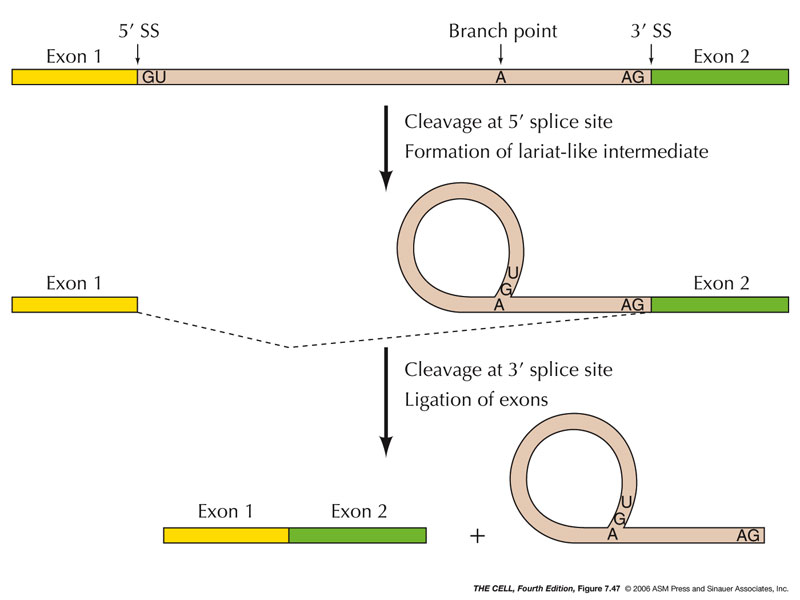 5′ SS
Branch point
3′ SS
Exon 1
Exon 2
GU
A
AG
Cleavage at 5′ splice site
Formation of lariat-like intermediate
Exon 1
U
G
A
AG
Exon 2
Cleavage at 3′ splice site
Ligation of exons
Exon 1
Exon 2
+
U
G
A
AG
THE CELL, Fourth Edition, Figure 7.47 © 2006 ASM Press and Sinauer Associates, Inc.